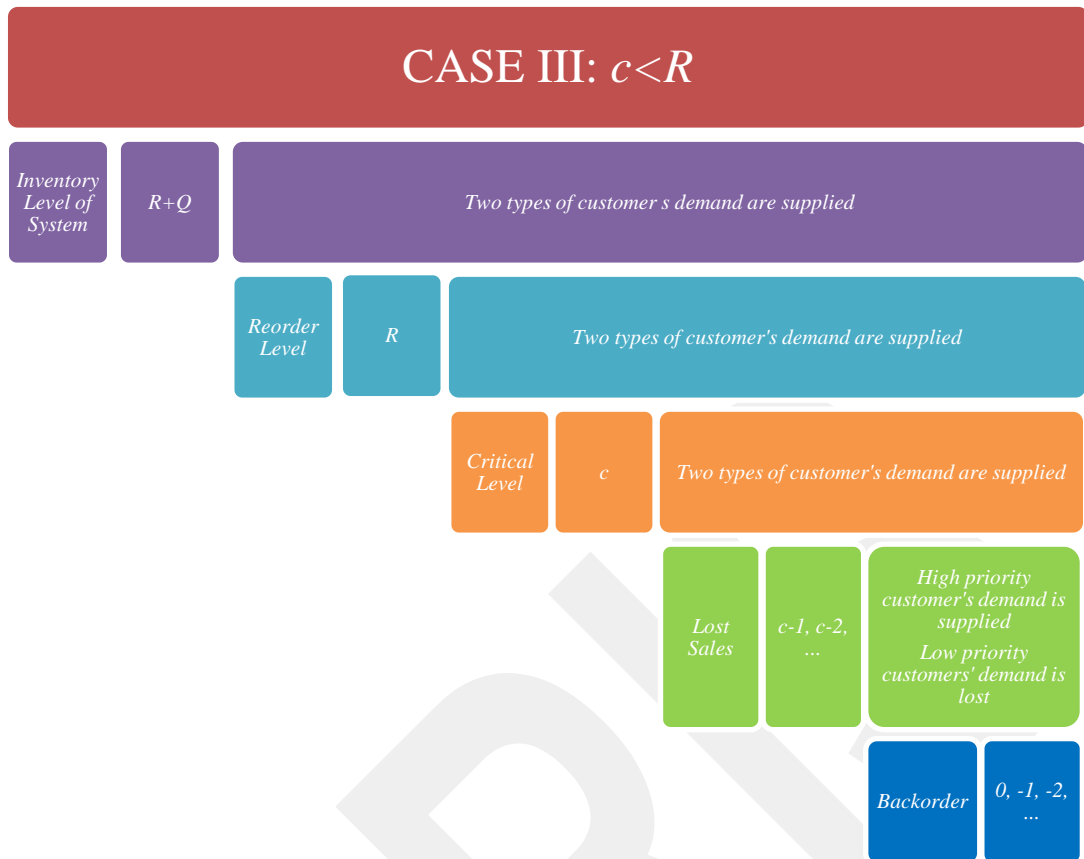 CASE III: c<R
Inventory
Level of
System
R+Q
Two types of customer s demand are supplied
Reorder
Level
R
Two types of customer's demand are supplied
Critical
Level
c
Two types of customer's demand are supplied
Lost
Sales
c-1, c-2,
...
High priority
customer's demand is
supplied
Low priority
customers' demand is
lost
Backorder
0, -1, -2,
...